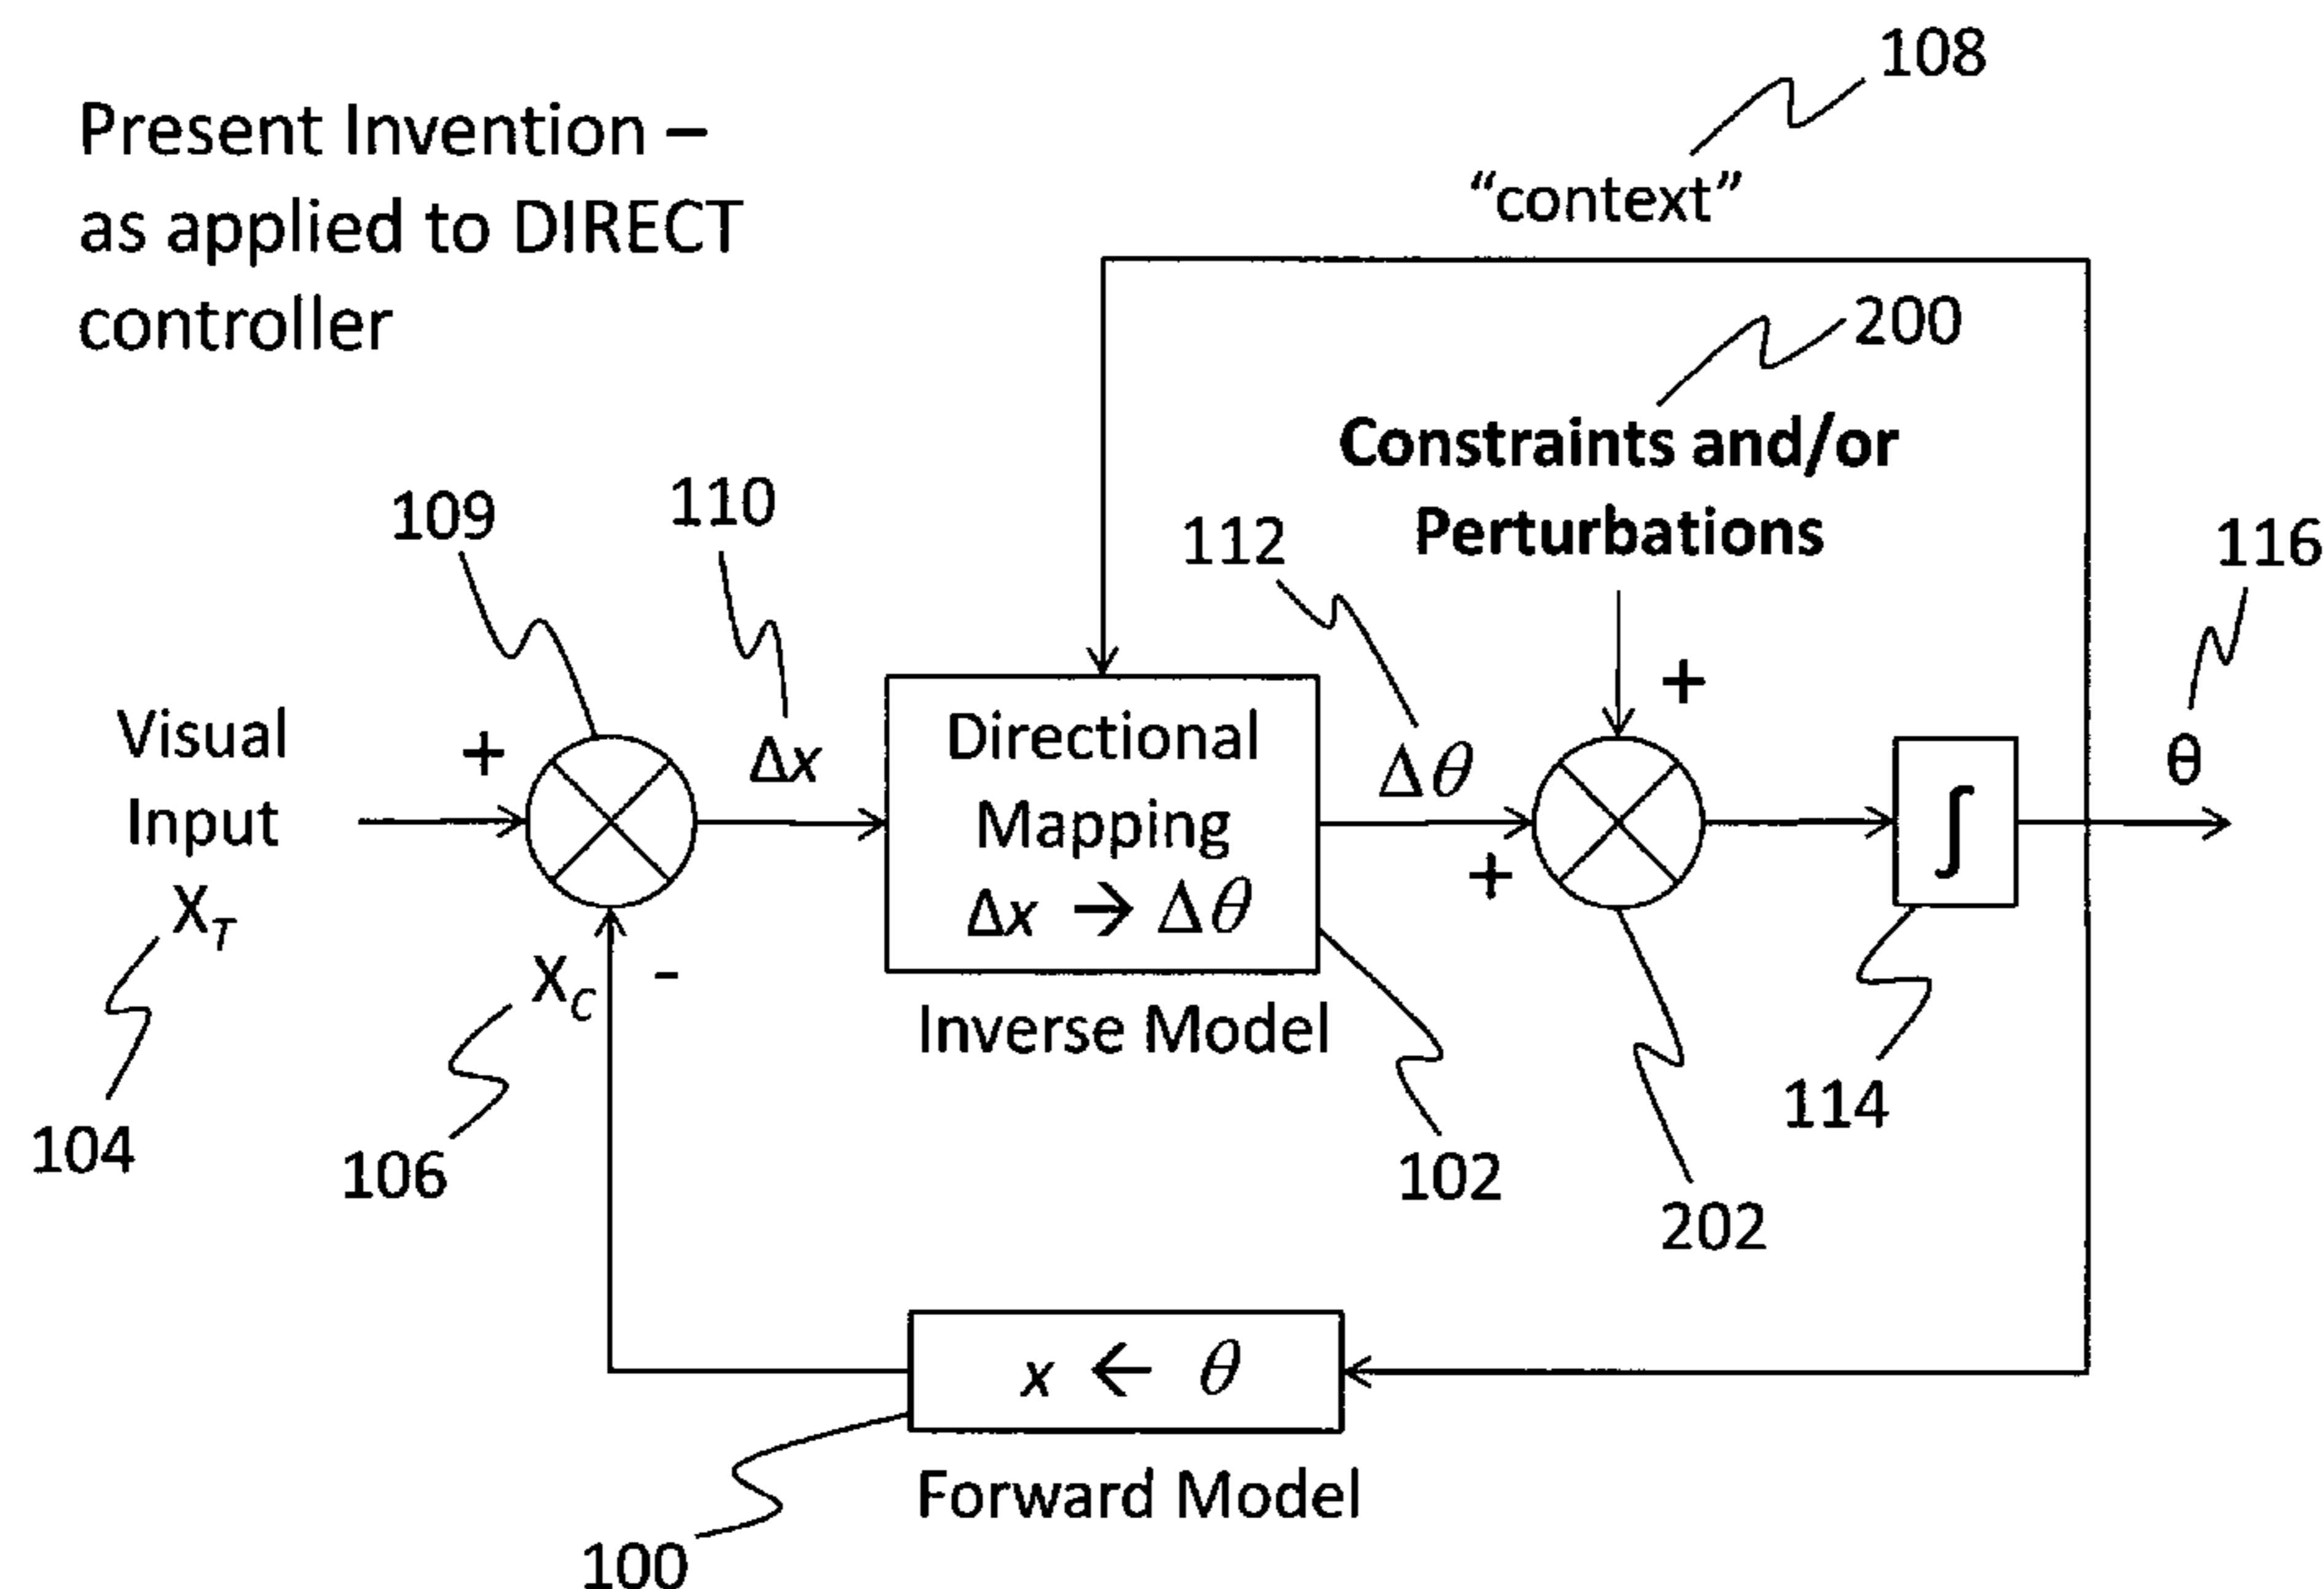 Present Invention –
as applied to DIRECT
controller
108
“context”
200
Constraints and/or
Perturbations
109
110
112
116
Visual
Input
X_T
+
Δx
Directional
Mapping
Δx → Δθ
Δθ
+
+
∫
θ
X_C
-
Inverse Model
104
106
102
202
114
x ← θ
Forward Model
100